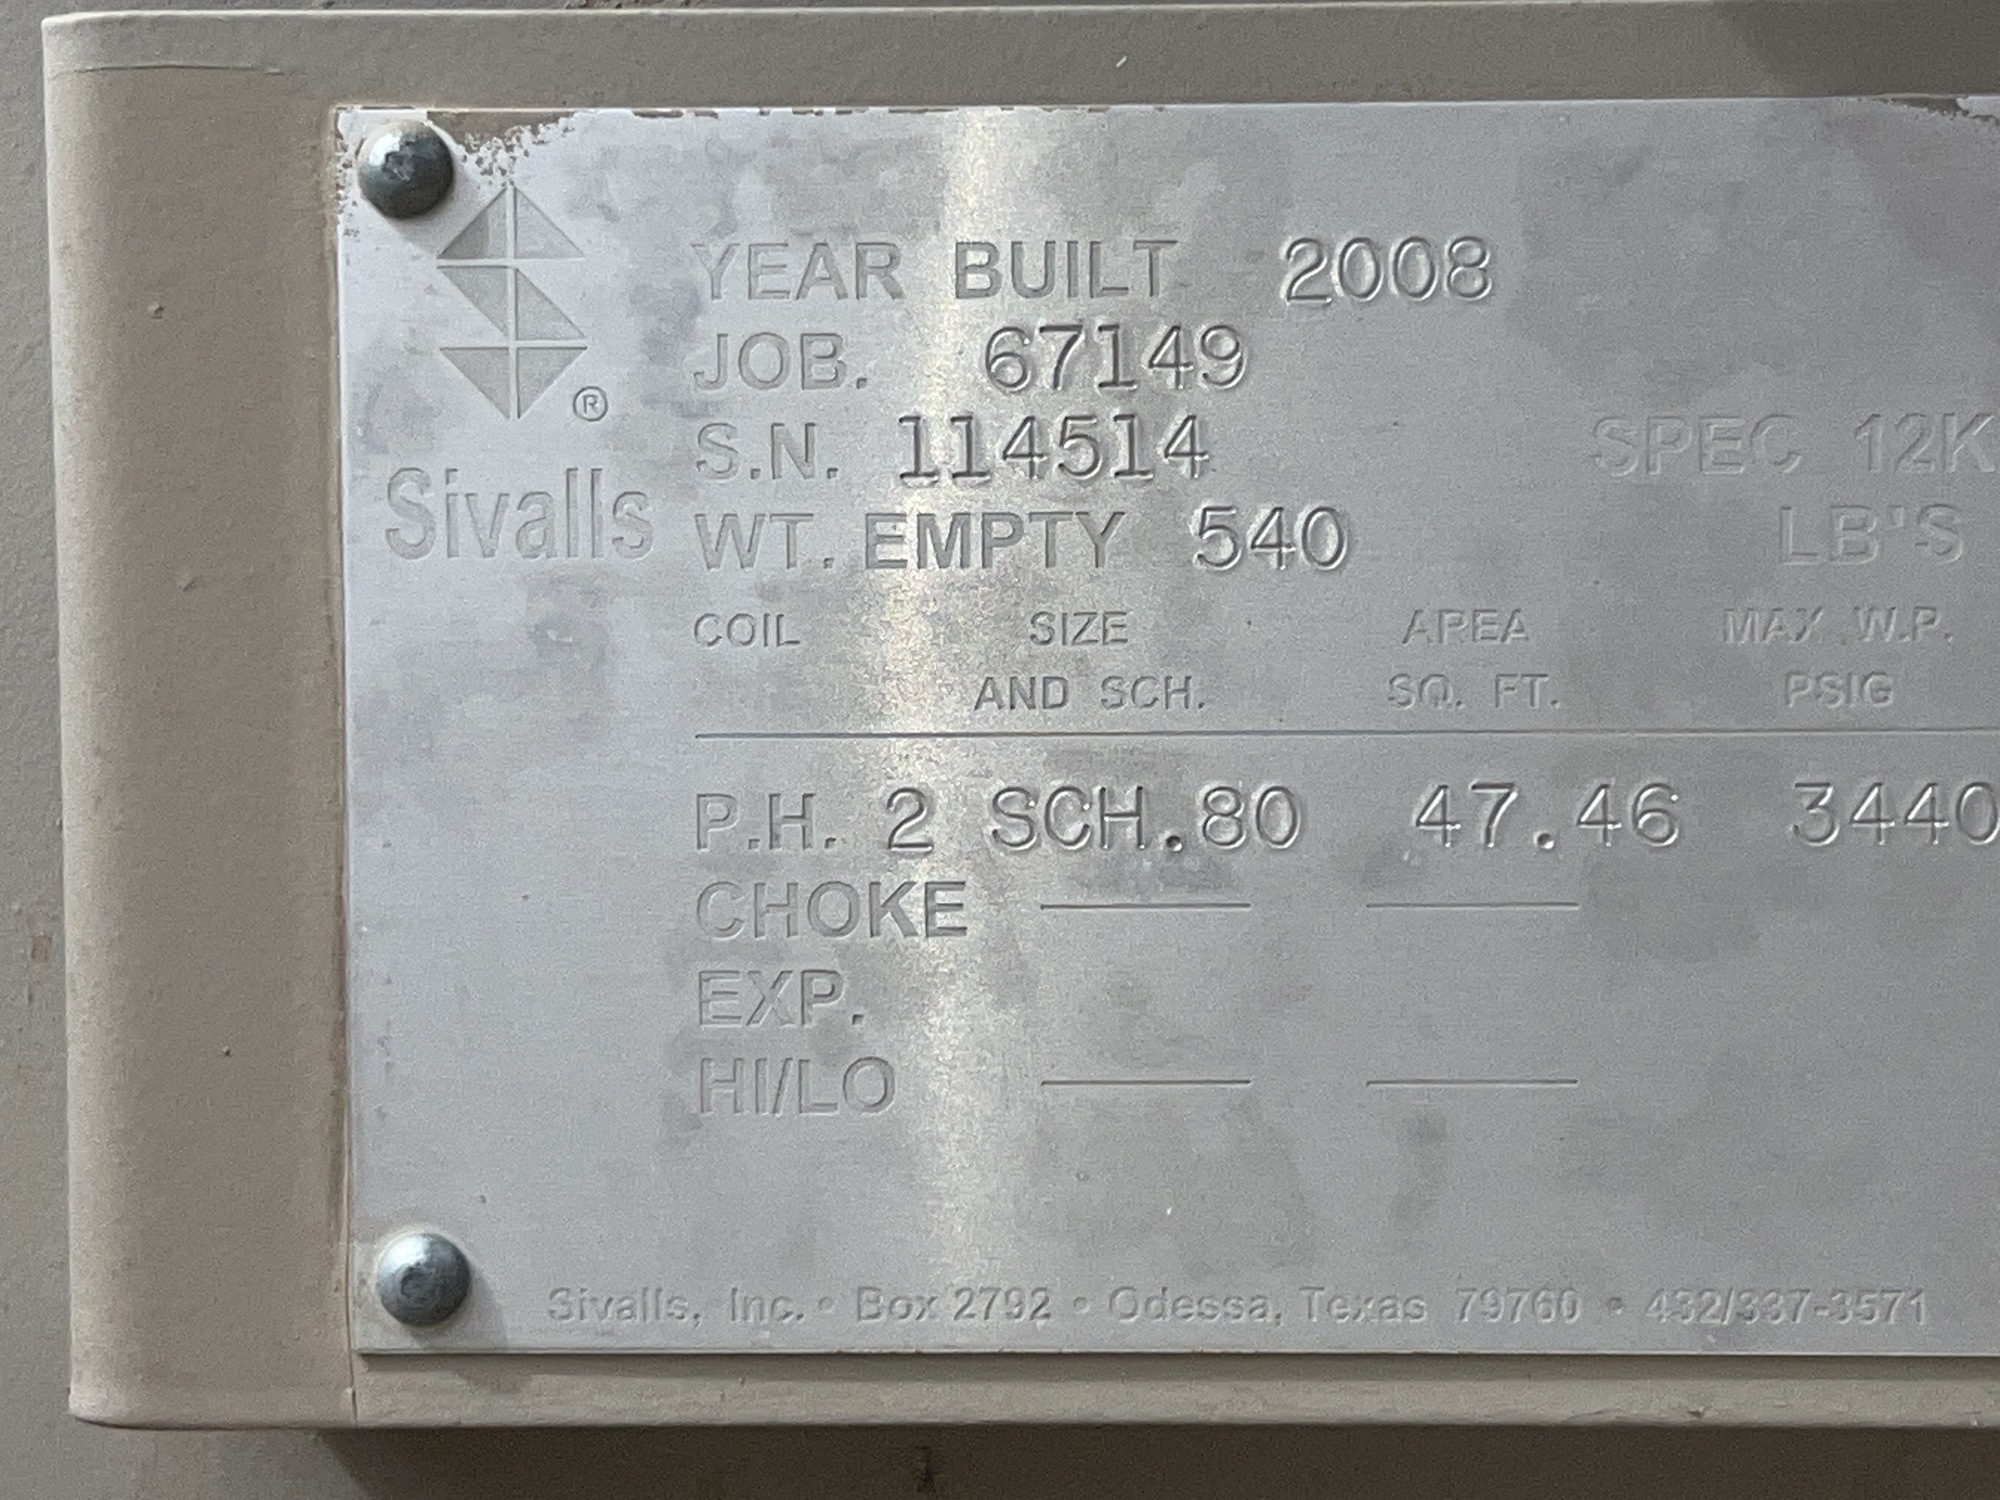 YEAR BUILT 2008
JOB. 67149
S.N. 114514 SPEC 12K
WT. EMPTY 540 LB'S
®
Sivalls
COIL SIZE AREA MAX W.P.
AND SCH. SQ. FT. PSIG
P.H. 2 SCH.80 47.46 3440
CHOKE
EXP.
HI/LO
Sivalls, Inc. • Box 2792 • Odessa, Texas 79760 • 432/337-3571